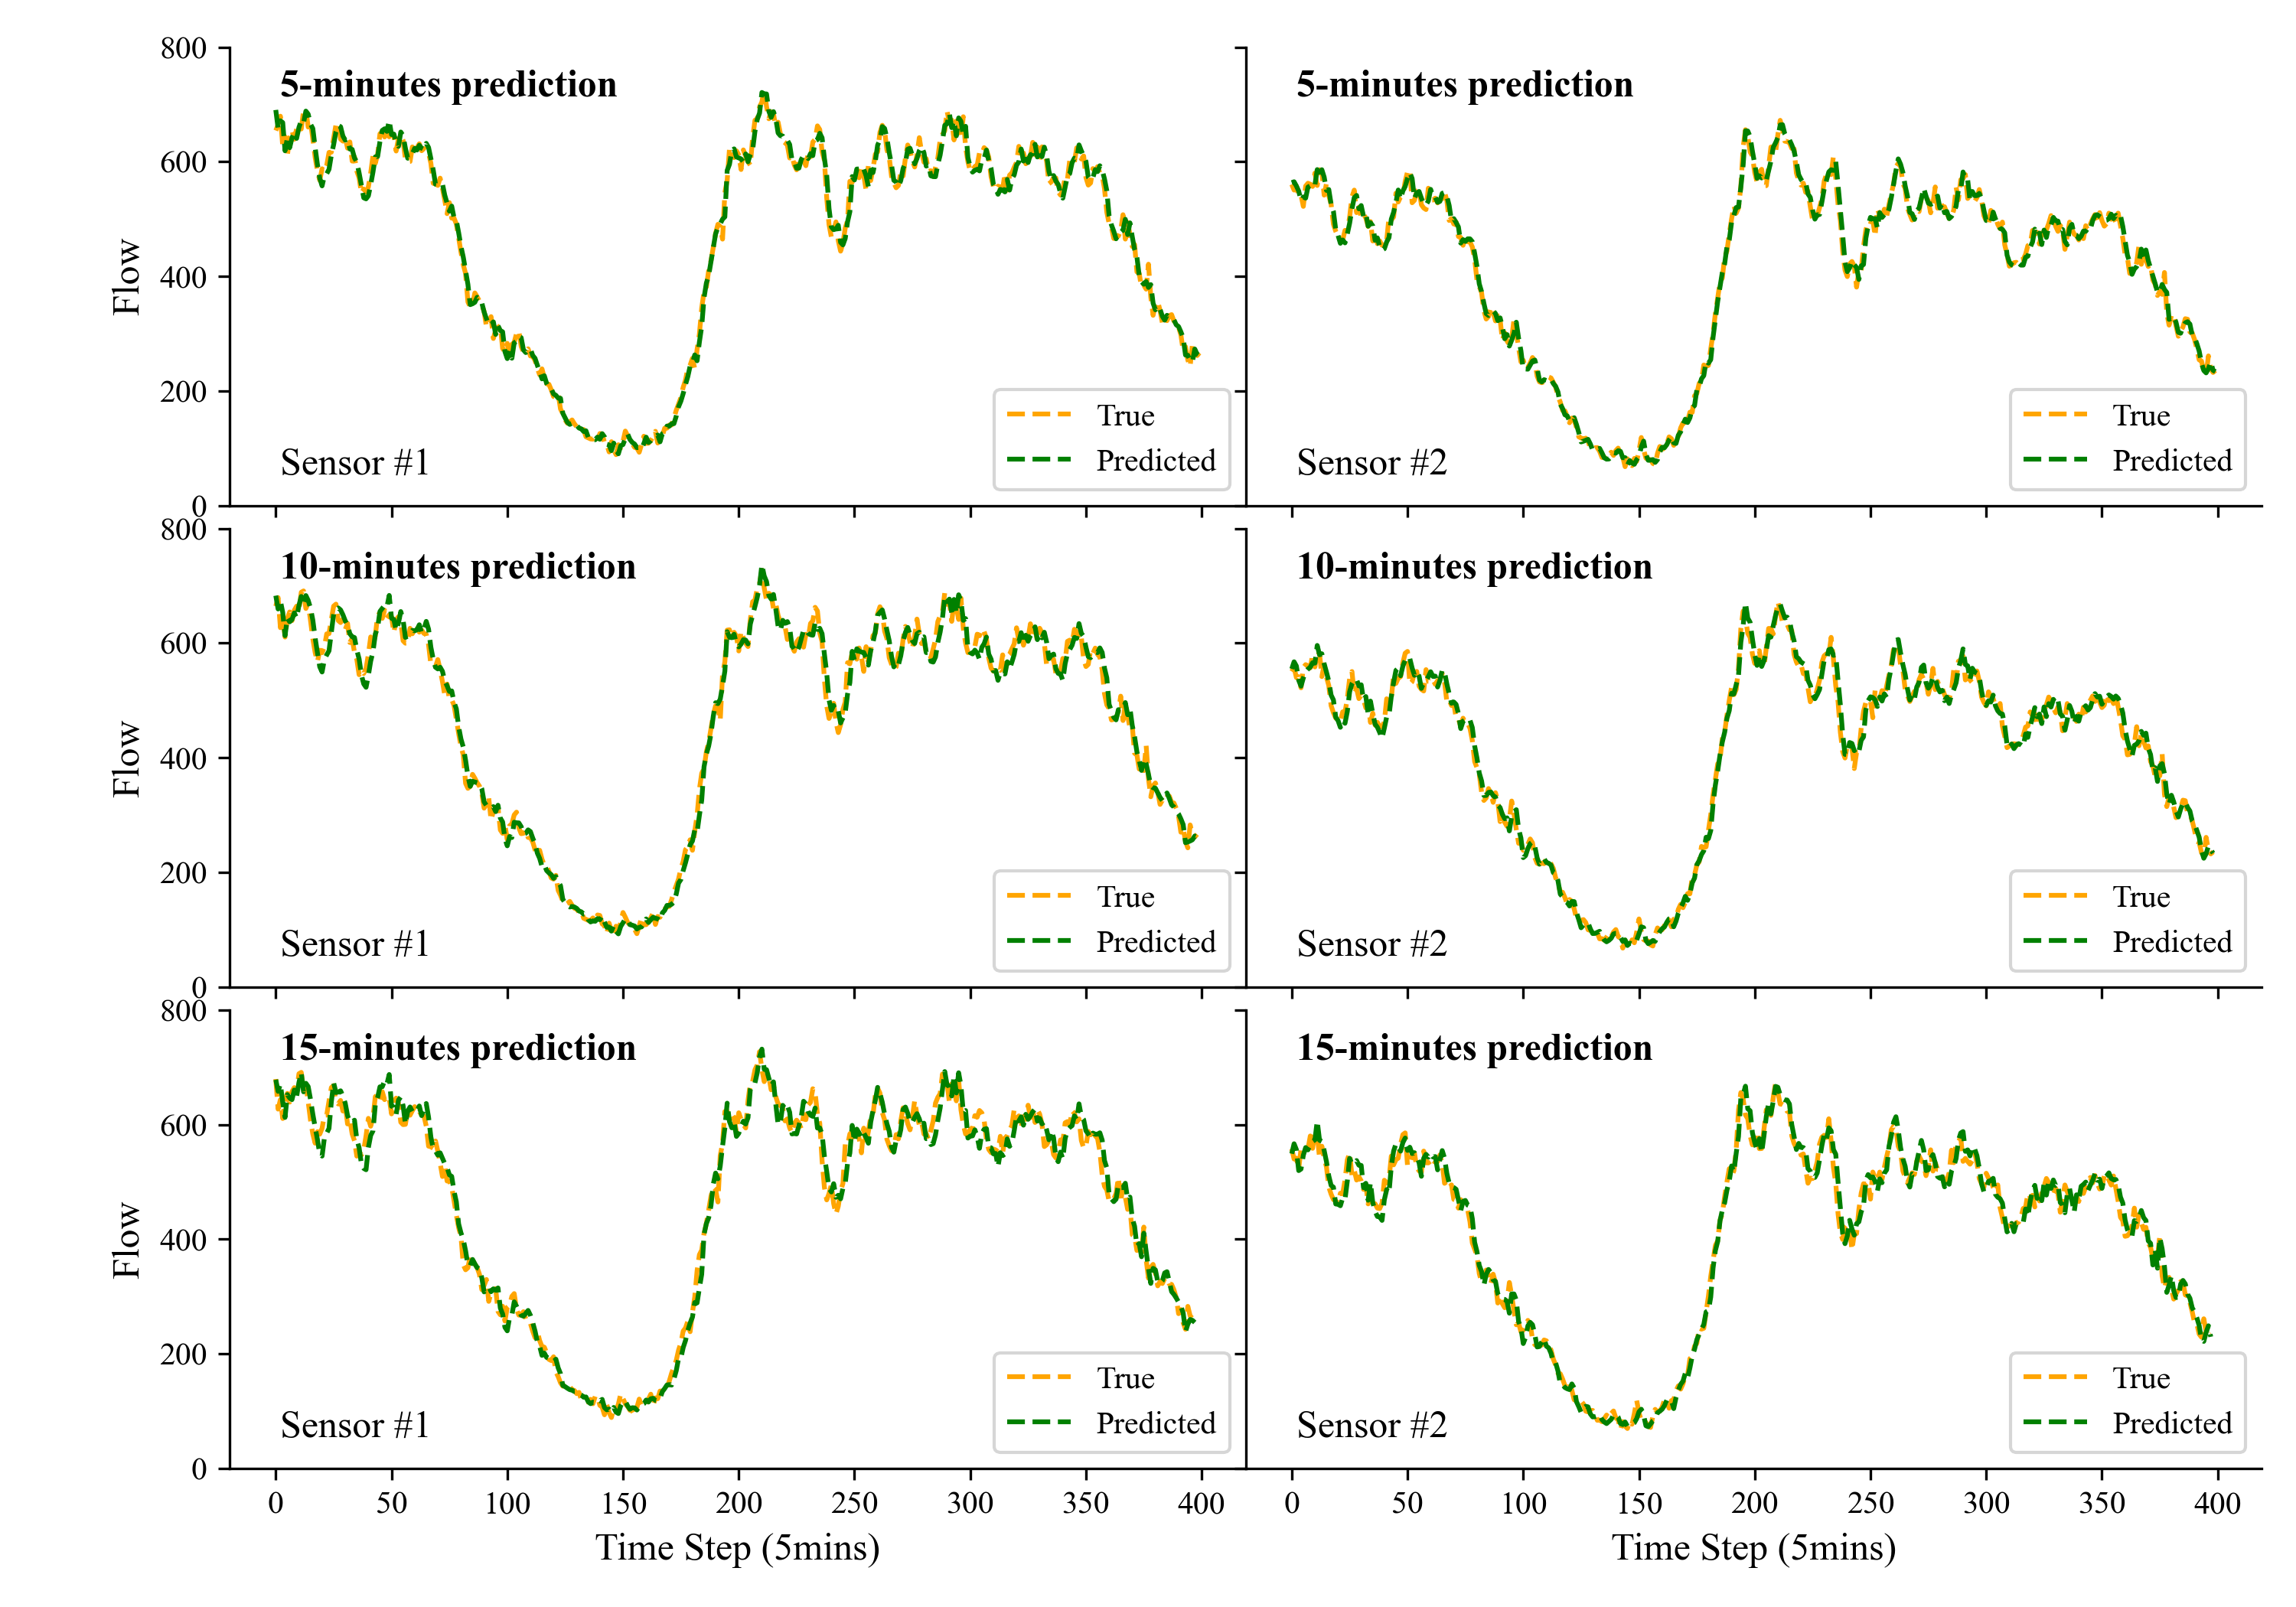 800
600
400
200
0
Flow
5-minutes prediction
Sensor #1
True
Predicted
5-minutes prediction
Sensor #2
True
Predicted
800
600
400
200
0
Flow
10-minutes prediction
Sensor #1
True
Predicted
10-minutes prediction
Sensor #2
True
Predicted
800
600
400
200
0
Flow
15-minutes prediction
Sensor #1
True
Predicted
0 50 100 150 200 250 300 350 400
Time Step (5mins)
15-minutes prediction
Sensor #2
True
Predicted
0 50 100 150 200 250 300 350 400
Time Step (5mins)